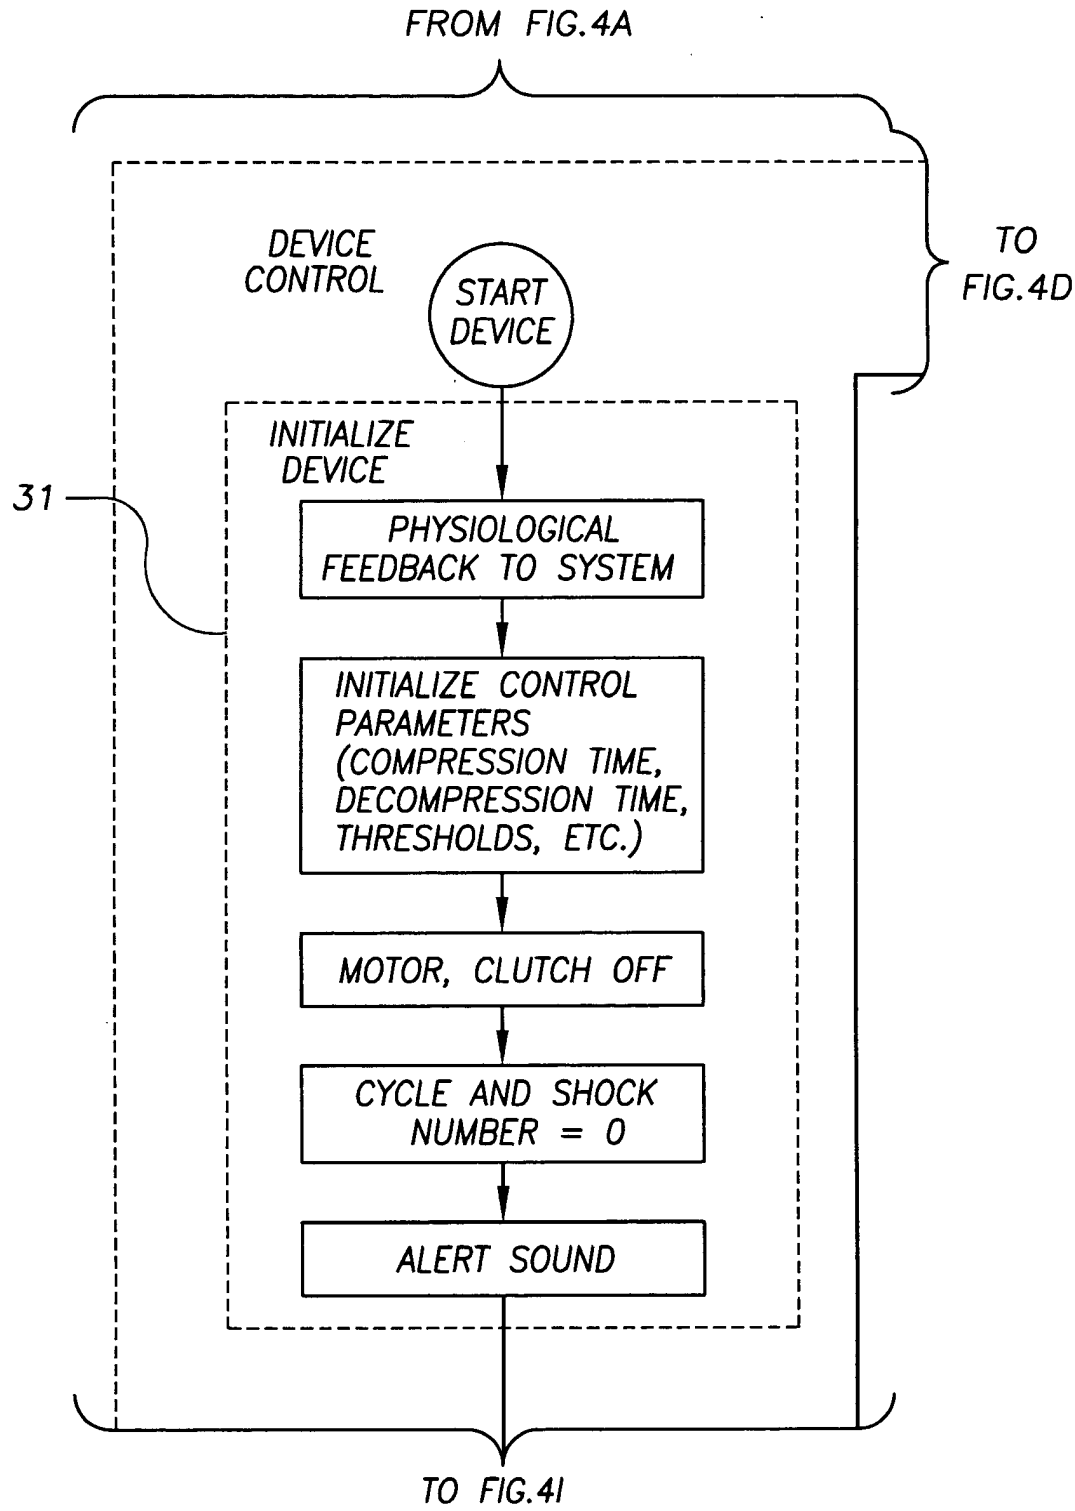 FROM FIG.4A
TO
FIG.4D
DEVICE
CONTROL
START
DEVICE
INITIALIZE
DEVICE
31
PHYSIOLOGICAL
FEEDBACK TO SYSTEM
INITIALIZE CONTROL
PARAMETERS
(COMPRESSION TIME,
DECOMPRESSION TIME,
THRESHOLDS, ETC.)
MOTOR, CLUTCH OFF
CYCLE AND SHOCK
NUMBER = 0
ALERT SOUND
TO FIG.4I